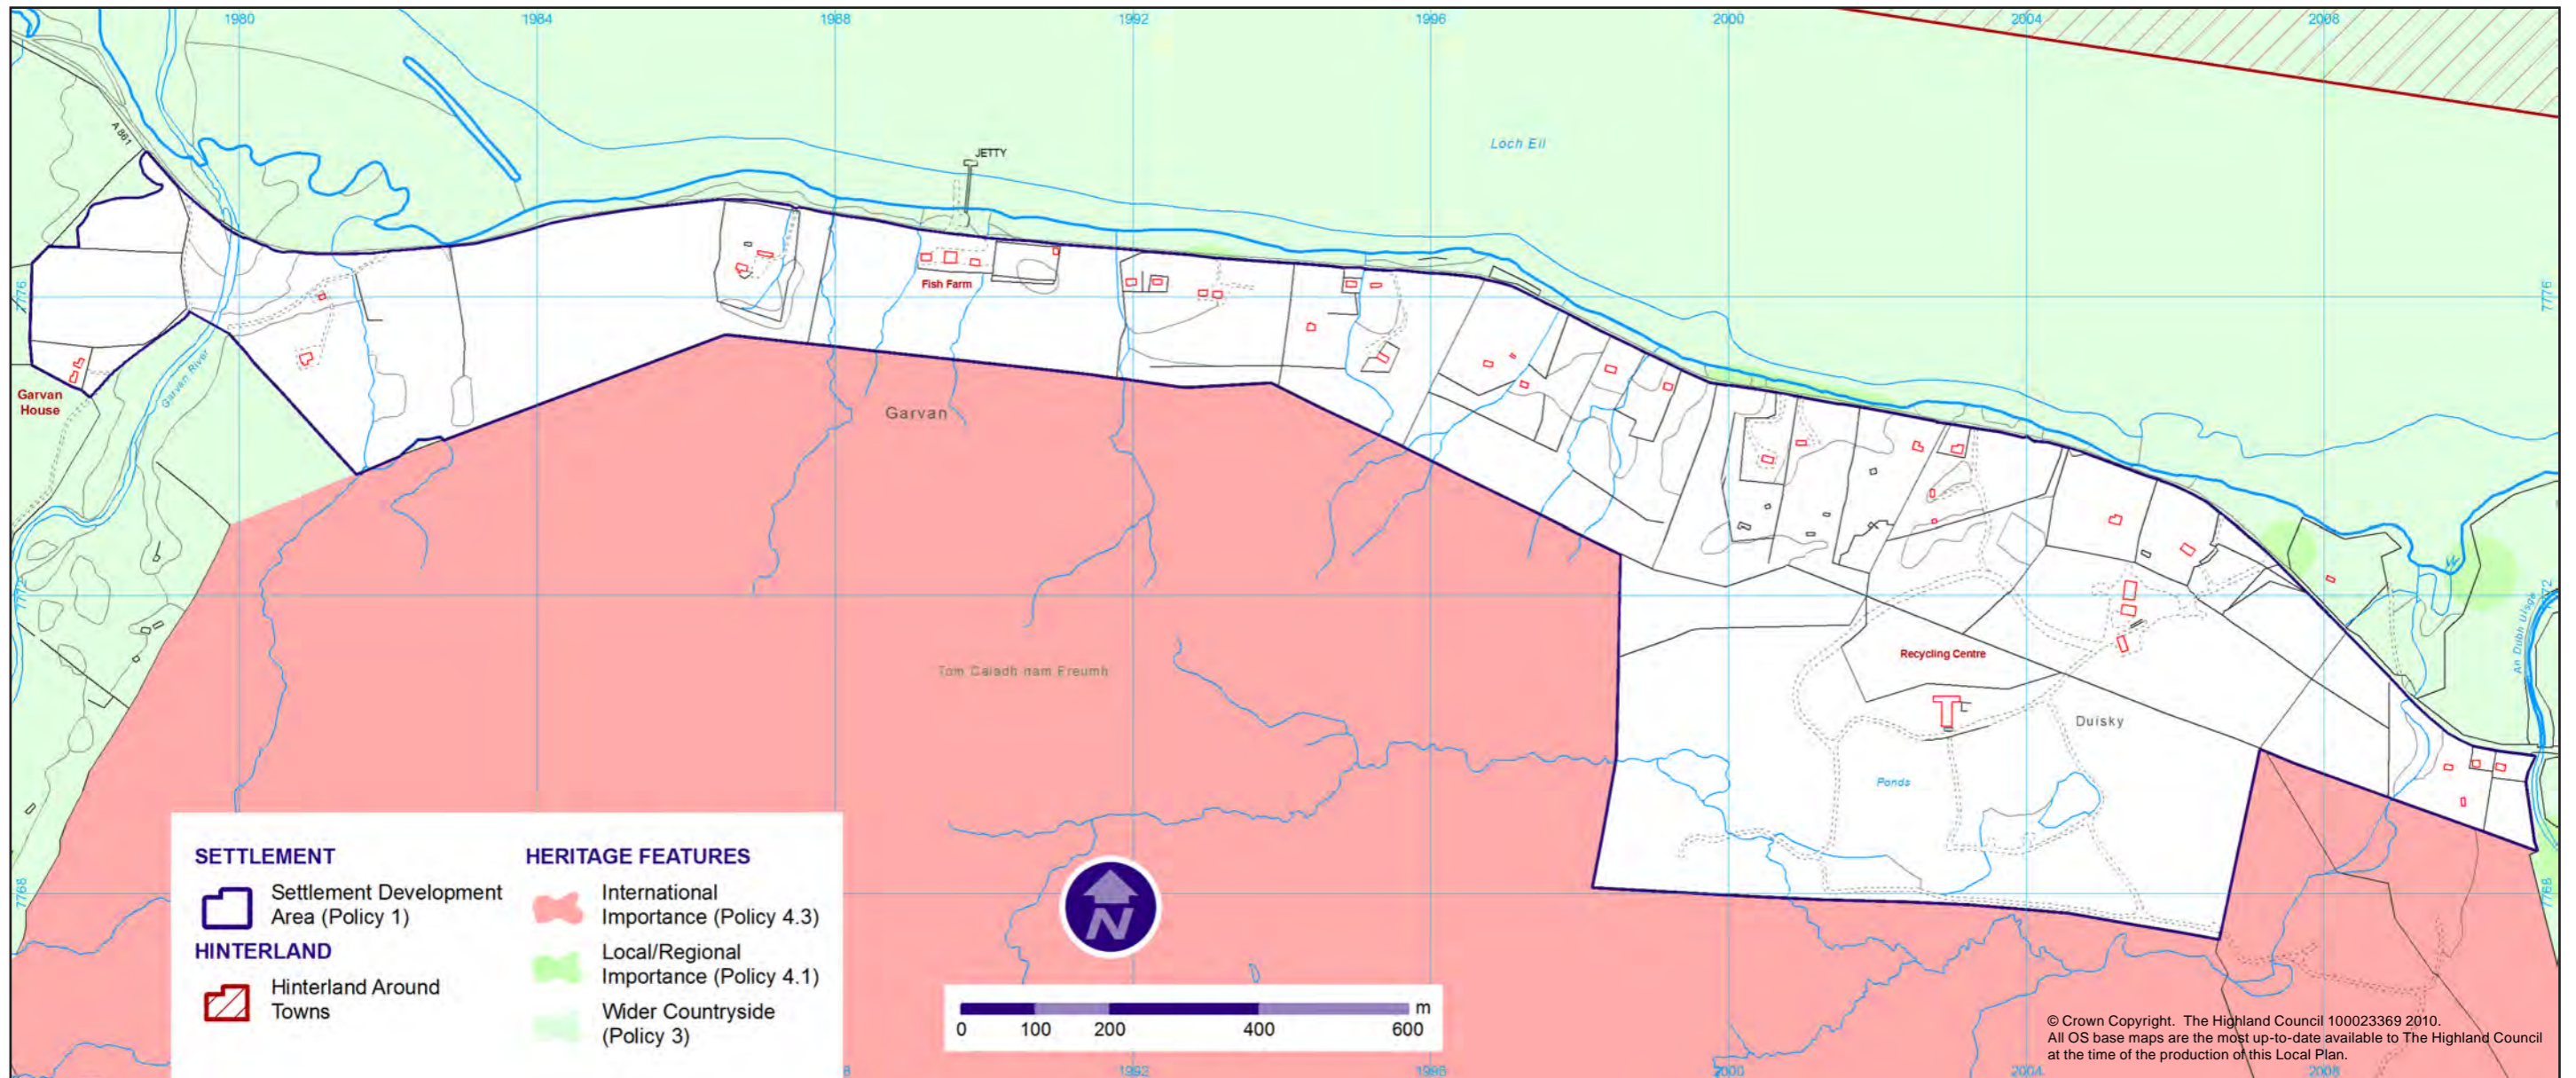 1980
1984
1988
1992
1996
2000
2004
2008
A 861
JETTY
Loch Eil
7776
7776
Fish Farm
Garvan River
Garvan
House
Garvan
7772
7772
An Duibh Uisge
Tom Caladh nam Freumh
Recycling Centre
Duisky
Ponds
7768
7768
SETTLEMENT
Settlement Development
Area (Policy 1)
HINTERLAND
Hinterland Around
Towns
HERITAGE FEATURES
International
Importance (Policy 4.3)
Local/Regional
Importance (Policy 4.1)
Wider Countryside
(Policy 3)
N
m
0 100 200 400 600
© Crown Copyright. The Highland Council 100023369 2010.
All OS base maps are the most up-to-date available to The Highland Council
at the time of the production of this Local Plan.
8
1992
1996
2000
2004
2008